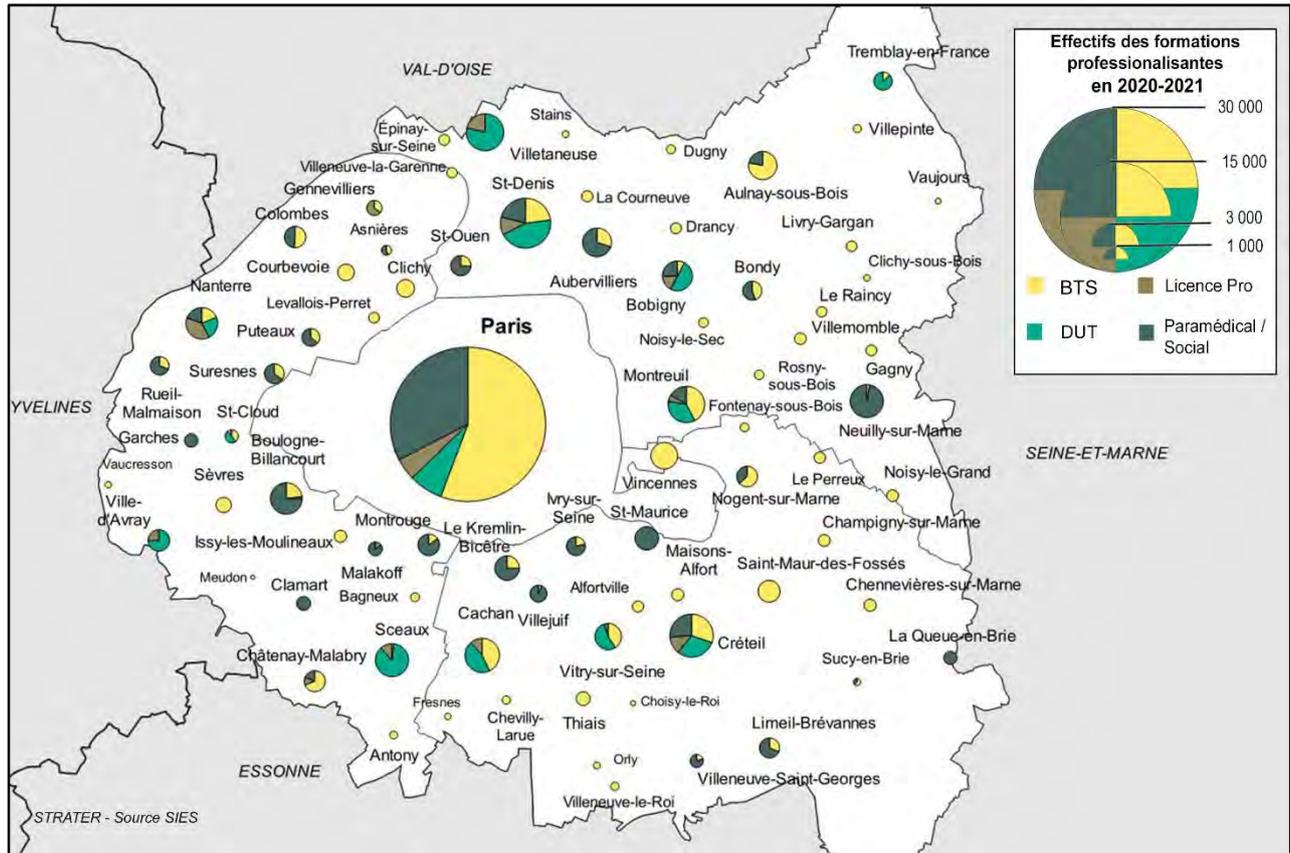 Effectifs des formations
professionalisantes
en 2020-2021
30 000
15 000
3 000
1 000
BTS
Licence Pro
DUT
Paramédical /
Social
VAL-D'OISE
Tremblay-en-France
Stains
Épinay-
sur-Seine
Villetaneuse
Villepinte
Dugny
Villeneuve-la-Garenne
St-Denis
Aulnay-sous-Bois
Vaujours
Gennevilliers
La Courneuve
Colombes
Asnières
Livry-Gargan
Drancy
St-Ouen
Courbevoie
Clichy
Aubervilliers
Bondy
Clichy-sous-Bois
Nanterre
Bobigny
Le Raincy
Levallois-Perret
Paris
Puteaux
Noisy-le-Sec
Villemomble
Gagny
Suresnes
Montreuil
Rosny-
sous-Bois
Rueil-
Malmaison
YVELINES
St-Cloud
Fontenay-sous-Bois
Neuilly-sur-Marne
Garches
Boulogne-
Billancourt
SEINE-ET-MARNE
Vaucresson
Sèvres
Vincennes
Le Perreux
Noisy-le-Grand
Ville-
d'Avray
Nogent-sur-Marne
Ivry-sur-
Seine
St-Maurice
Champigny-sur-Marne
Montrouge
Le Kremlin-
Bicêtre
Issy-les-Moulineaux
Maisons-
Alfort
Saint-Maur-des-Fossés
Meudon
Malakoff
Clamart
Bagneux
Villejuif
Alfortville
Chennevières-sur-Marne
Cachan
Sceaux
Créteil
La Queue-en-Brie
Châtenay-Malabry
Vitry-sur-Seine
Sucy-en-Brie
Fresnes
Chevilly-
Larue
Thiais
Choisy-le-Roi
Limeil-Brévannes
Antony
Orly
ESSONNE
Villeneuve-Saint-Georges
Villeneuve-le-Roi
STRATER - Source SIES